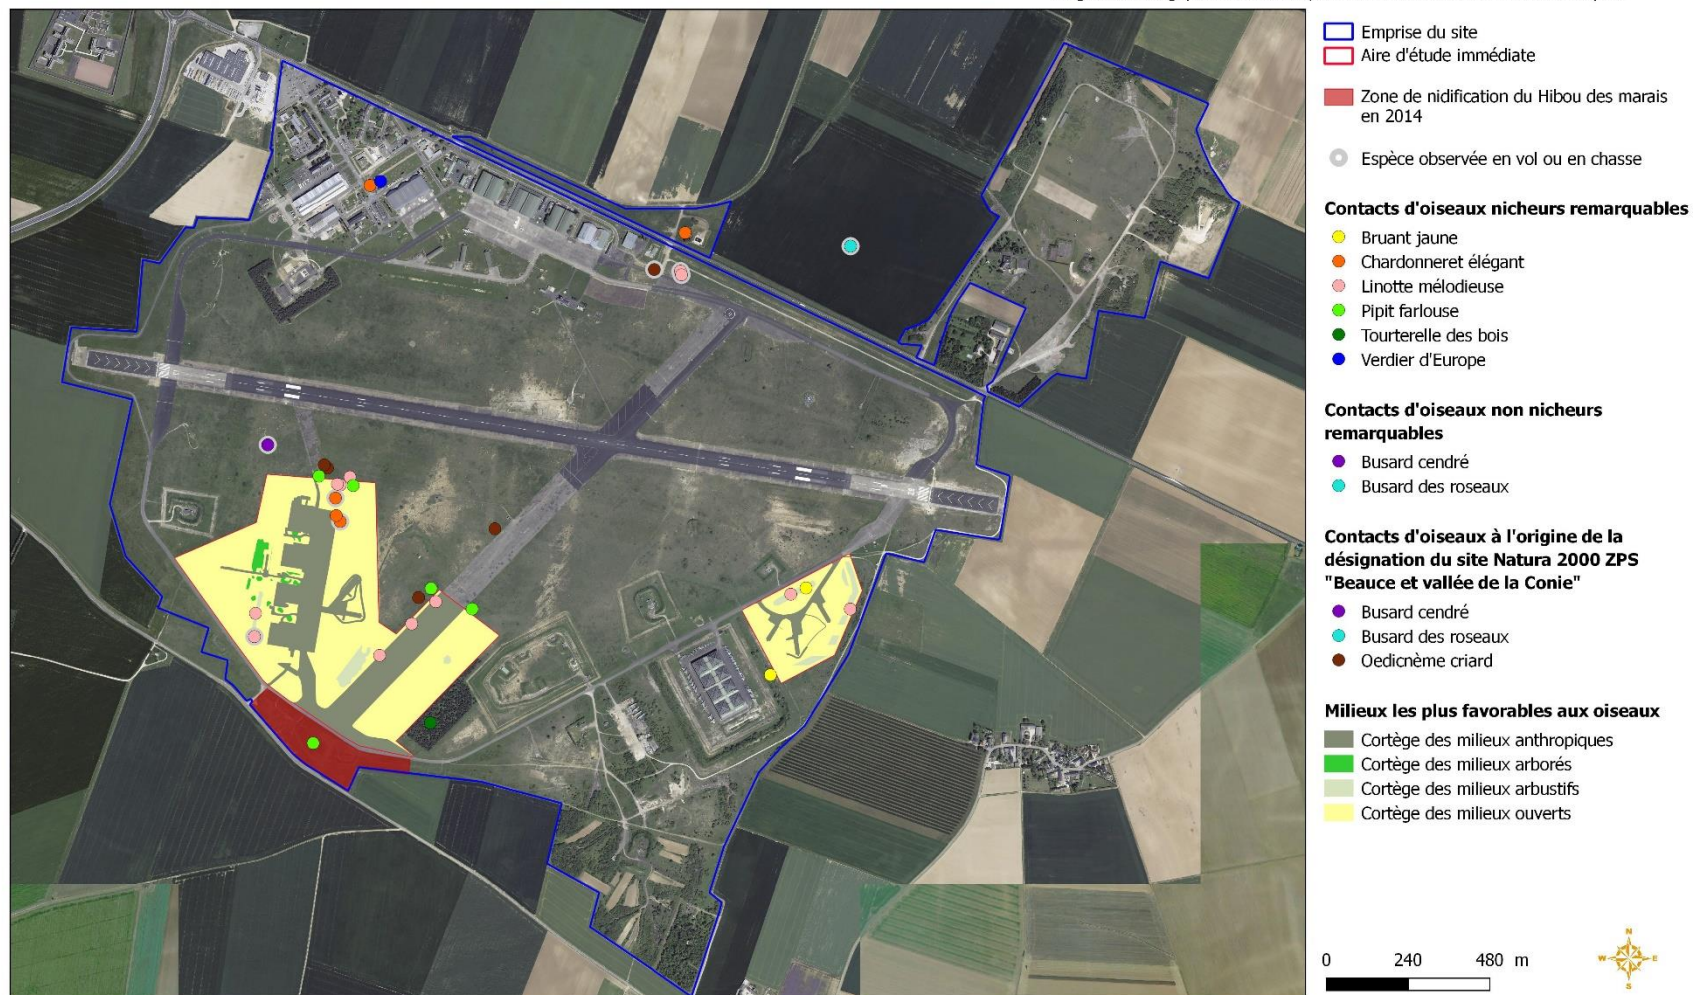 Emprise du site
Aire d'étude immédiate
Zone de nidification du Hibou des marais
en 2014
Espèce observée en vol ou en chasse
Contacts d'oiseaux nicheurs remarquables
Bruant jaune
Chardonneret élégant
Linotte mélodieuse
Pipit farlouse
Tourterelle des bois
Verdier d'Europe
Contacts d'oiseaux non nicheurs
remarquables
Busard cendré
Busard des roseaux
Contacts d'oiseaux à l'origine de la
désignation du site Natura 2000 ZPS
"Beauce et vallée de la Conie"
Busard cendré
Busard des roseaux
Oedicnème criard
Milieux les plus favorables aux oiseaux
Cortège des milieux anthropiques
Cortège des milieux arborés
Cortège des milieux arbustifs
Cortège des milieux ouverts
0 240 480 m
N
W E
S